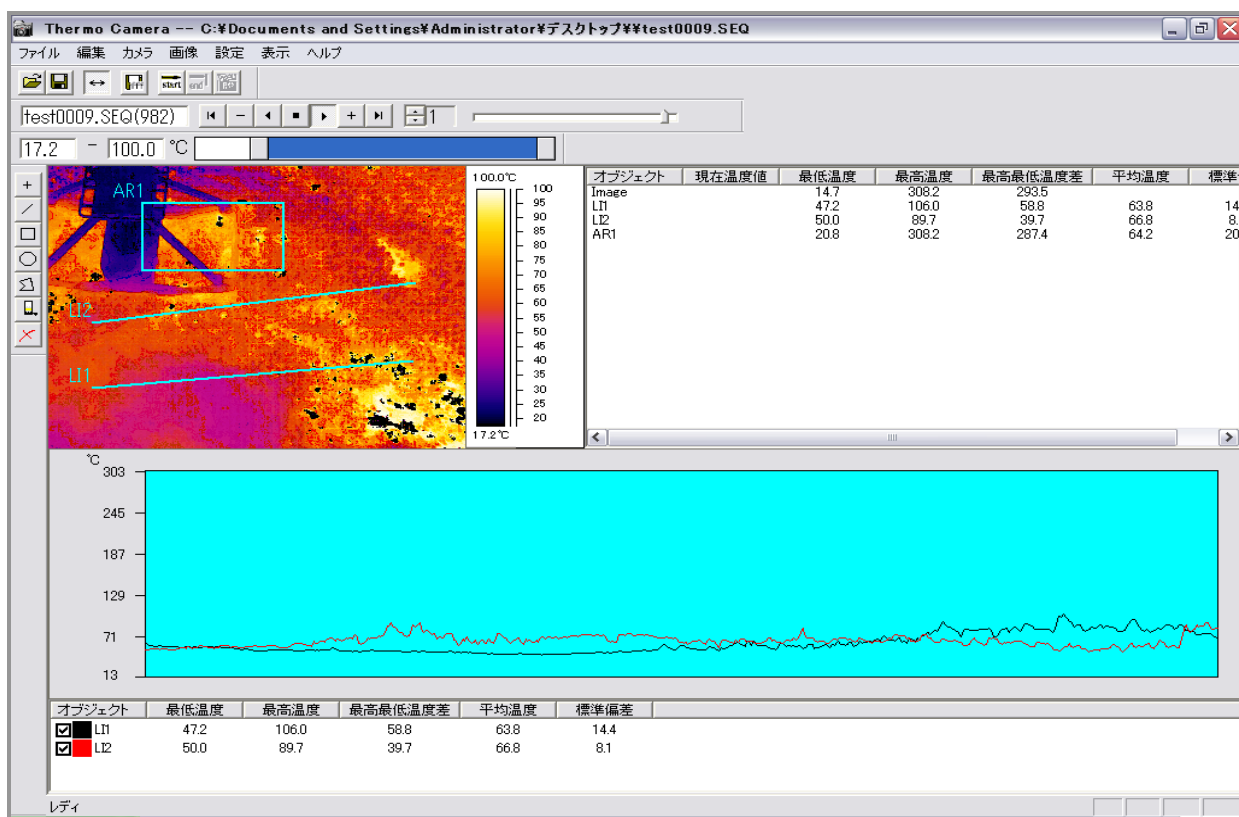 Thermo Camera -- C:¥Documents and Settings¥Administrator¥デスクトップ¥¥test0009.SEQ
ファイル 編集 カメラ 画像 設定 表示 ヘルプ
start end
test0009.SEQ(982) 1
17.2 - 100.0 ℃
AR1
LI2
LI1
100.0℃
100
95
90
85
80
75
70
65
60
55
50
45
40
35
30
25
20
17.2℃
オブジェクト 現在温度値 最低温度 最高温度 最高最低温度差 平均温度 標準
Image 14.7 308.2 293.5
LI1 47.2 106.0 58.8 63.8 14
LI2 50.0 89.7 39.7 66.8 8.
AR1 20.8 308.2 287.4 64.2 20
℃
303
245
187
129
71
13
オブジェクト 最低温度 最高温度 最高最低温度差 平均温度 標準偏差
LI1 47.2 106.0 58.8 63.8 14.4
LI2 50.0 89.7 39.7 66.8 8.1
レディ